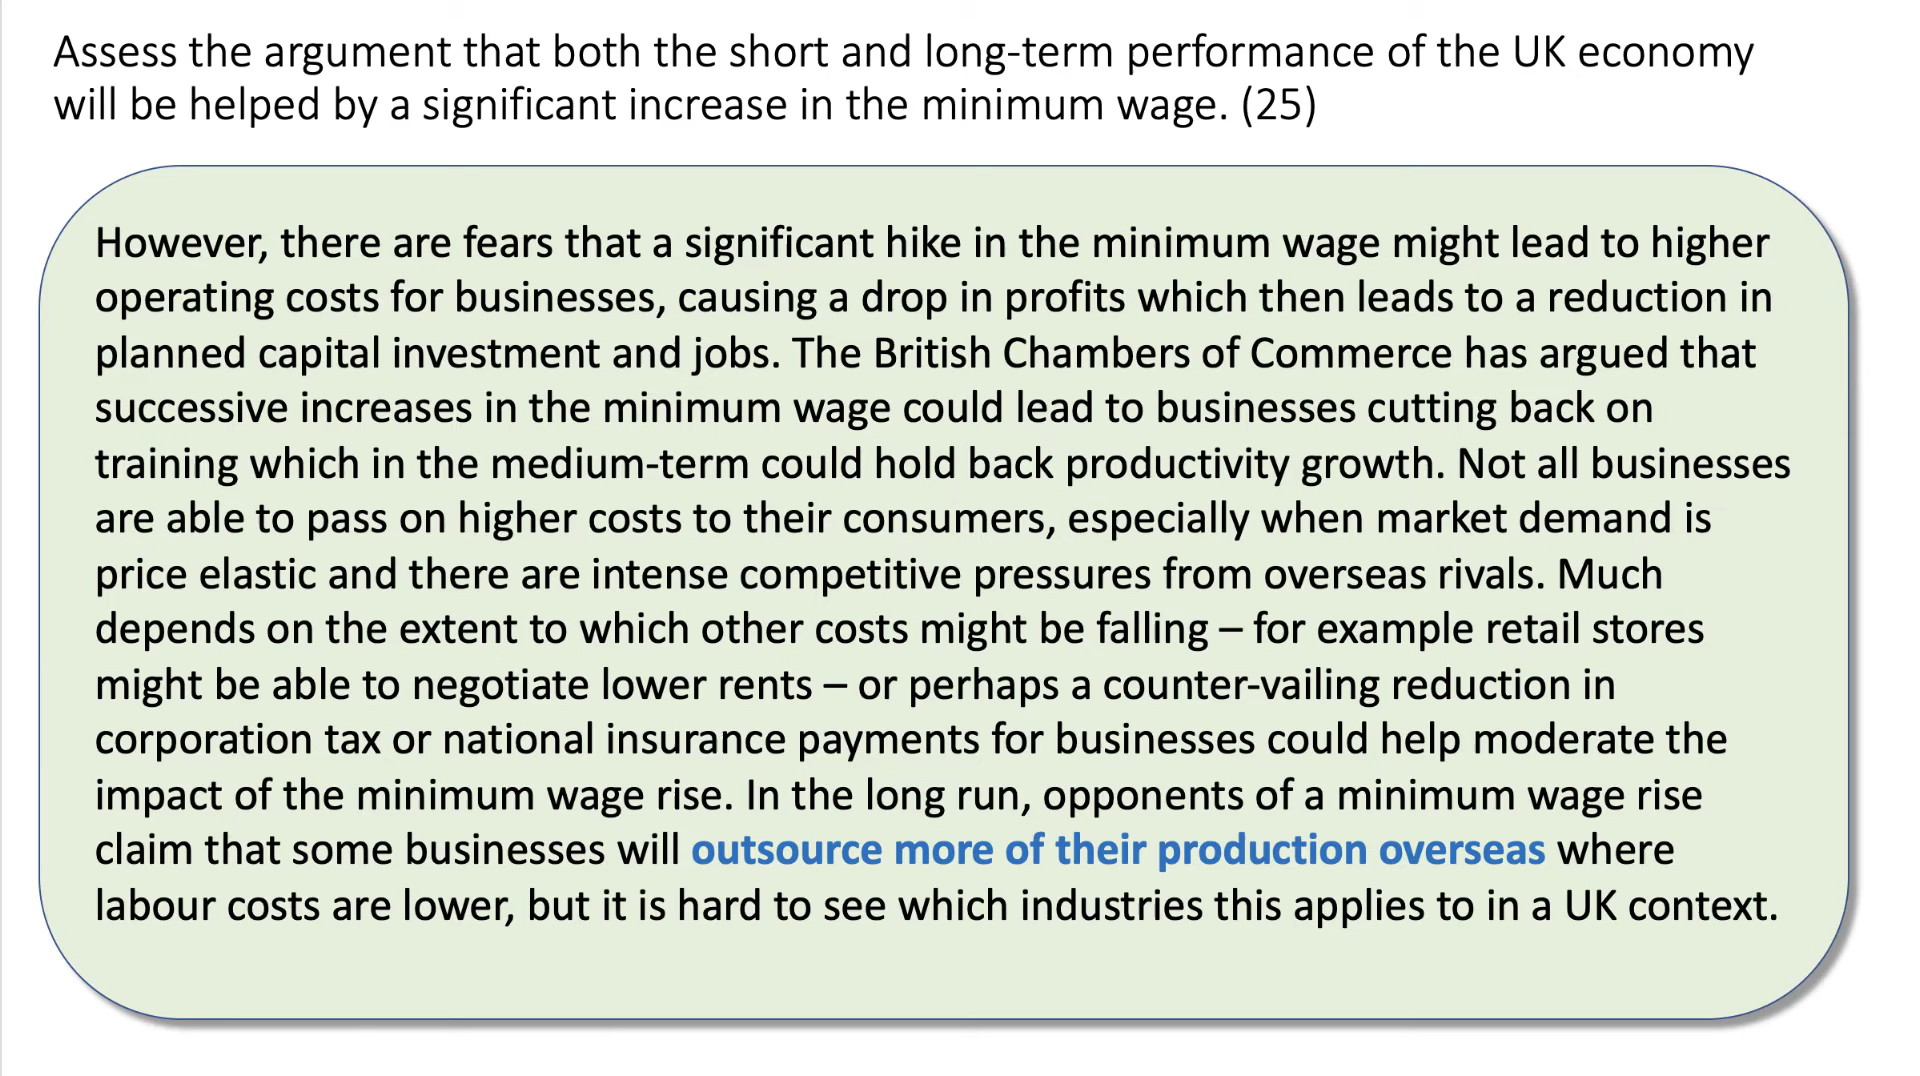 Assess the argument that both the short and long-term performance of the UK economy
will be helped by a significant increase in the minimum wage. (25)
However, there are fears that a significant hike in the minimum wage might lead to higher
operating costs for businesses, causing a drop in profits which then leads to a reduction in
planned capital investment and jobs. The British Chambers of Commerce has argued that
successive increases in the minimum wage could lead to businesses cutting back on
training which in the medium-term could hold back productivity growth. Not all businesses
are able to pass on higher costs to their consumers, especially when market demand is
price elastic and there are intense competitive pressures from overseas rivals. Much
depends on the extent to which other costs might be falling – for example retail stores
might be able to negotiate lower rents – or perhaps a counter-vailing reduction in
corporation tax or national insurance payments for businesses could help moderate the
impact of the minimum wage rise. In the long run, opponents of a minimum wage rise
claim that some businesses will outsource more of their production overseas where
labour costs are lower, but it is hard to see which industries this applies to in a UK context.